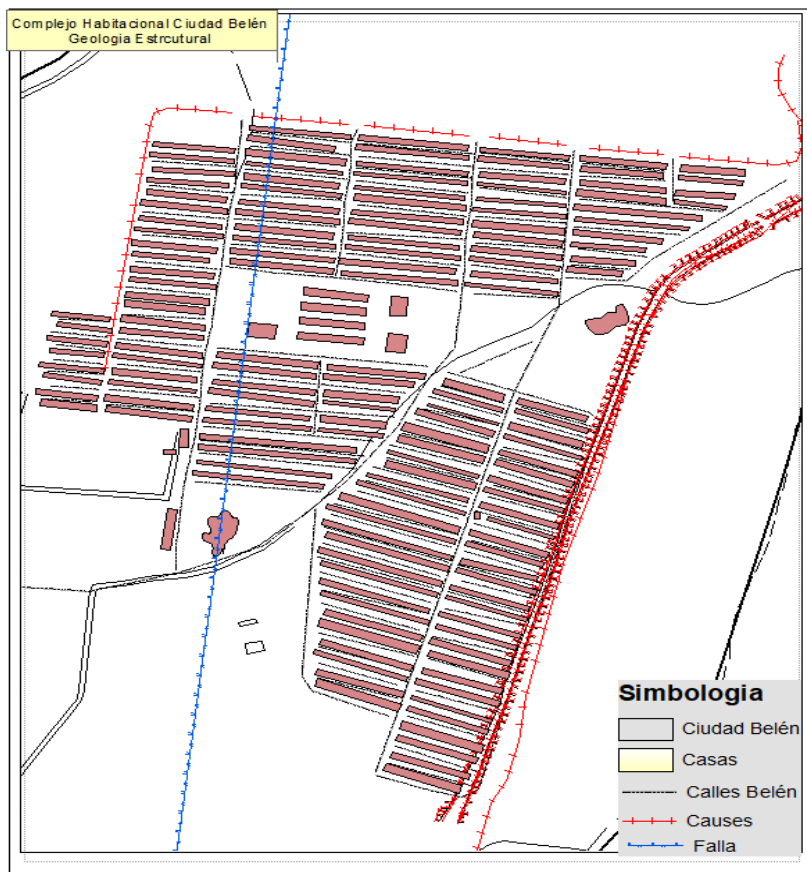 Complejo Habitacional Ciudad Belén
Geologia Estrcutural
Simbologia
Ciudad Belén
Casas
Calles Belén
Causes
Falla